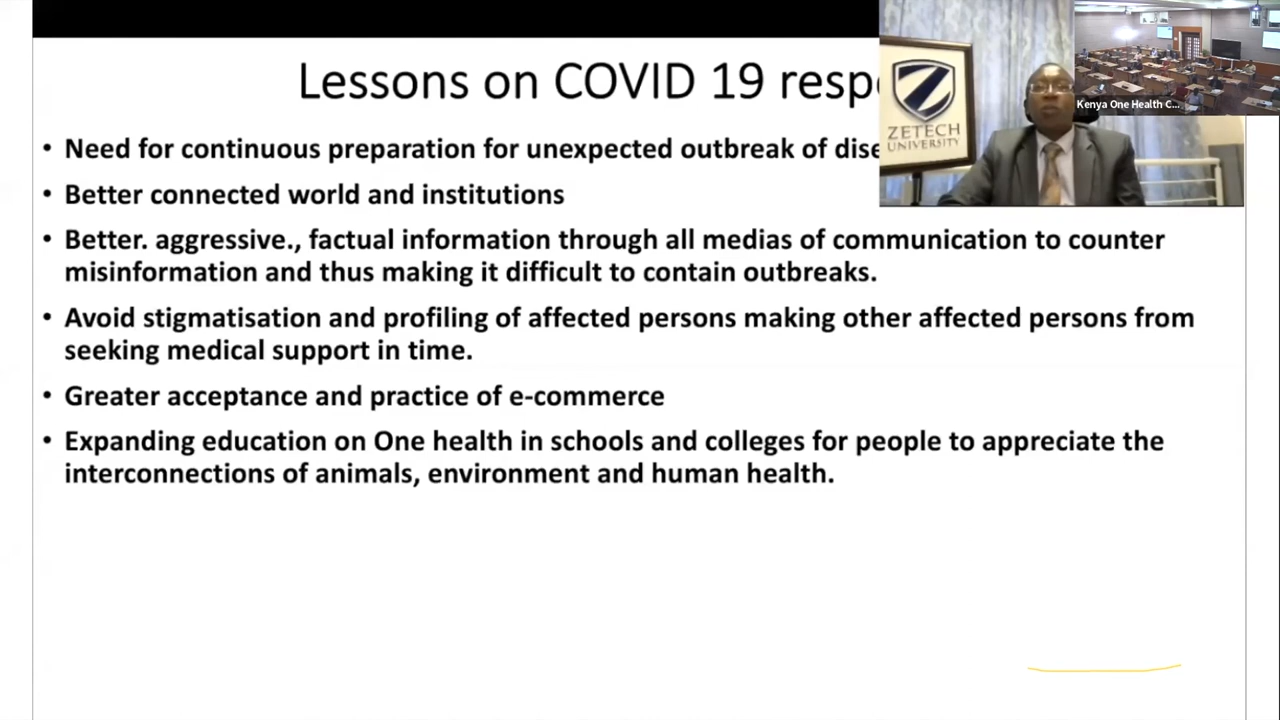 Lessons on COVID 19 resp
• Need for continuous preparation for unexpected outbreak of dise
• Better connected world and institutions
• Better. aggressive., factual information through all medias of communication to counter
misinformation and thus making it difficult to contain outbreaks.
• Avoid stigmatisation and profiling of affected persons making other affected persons from
seeking medical support in time.
• Greater acceptance and practice of e-commerce
• Expanding education on One health in schools and colleges for people to appreciate the
interconnections of animals, environment and human health.
ZETECH
UNIVERSITY
Kenya One Health C...